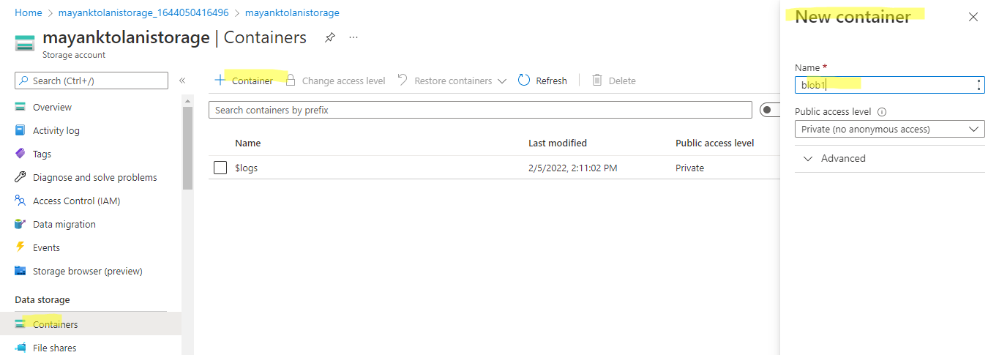 Home > mayanktolanistorage_1644050416496 > mayanktolanistorage
mayanktolanistorage | Containers
Storage account
Search (Ctrl+/)
Overview
Activity log
Tags
Diagnose and solve problems
Access Control (IAM)
Data migration
Events
Storage browser (preview)
Data storage
Containers
File shares
+ Container Change access level Restore containers Refresh Delete
Search containers by prefix
Name Last modified Public access level
$logs 2/5/2022, 2:11:02 PM Private
New container
Name *
blob1
Public access level
Private (no anonymous access)
Advanced